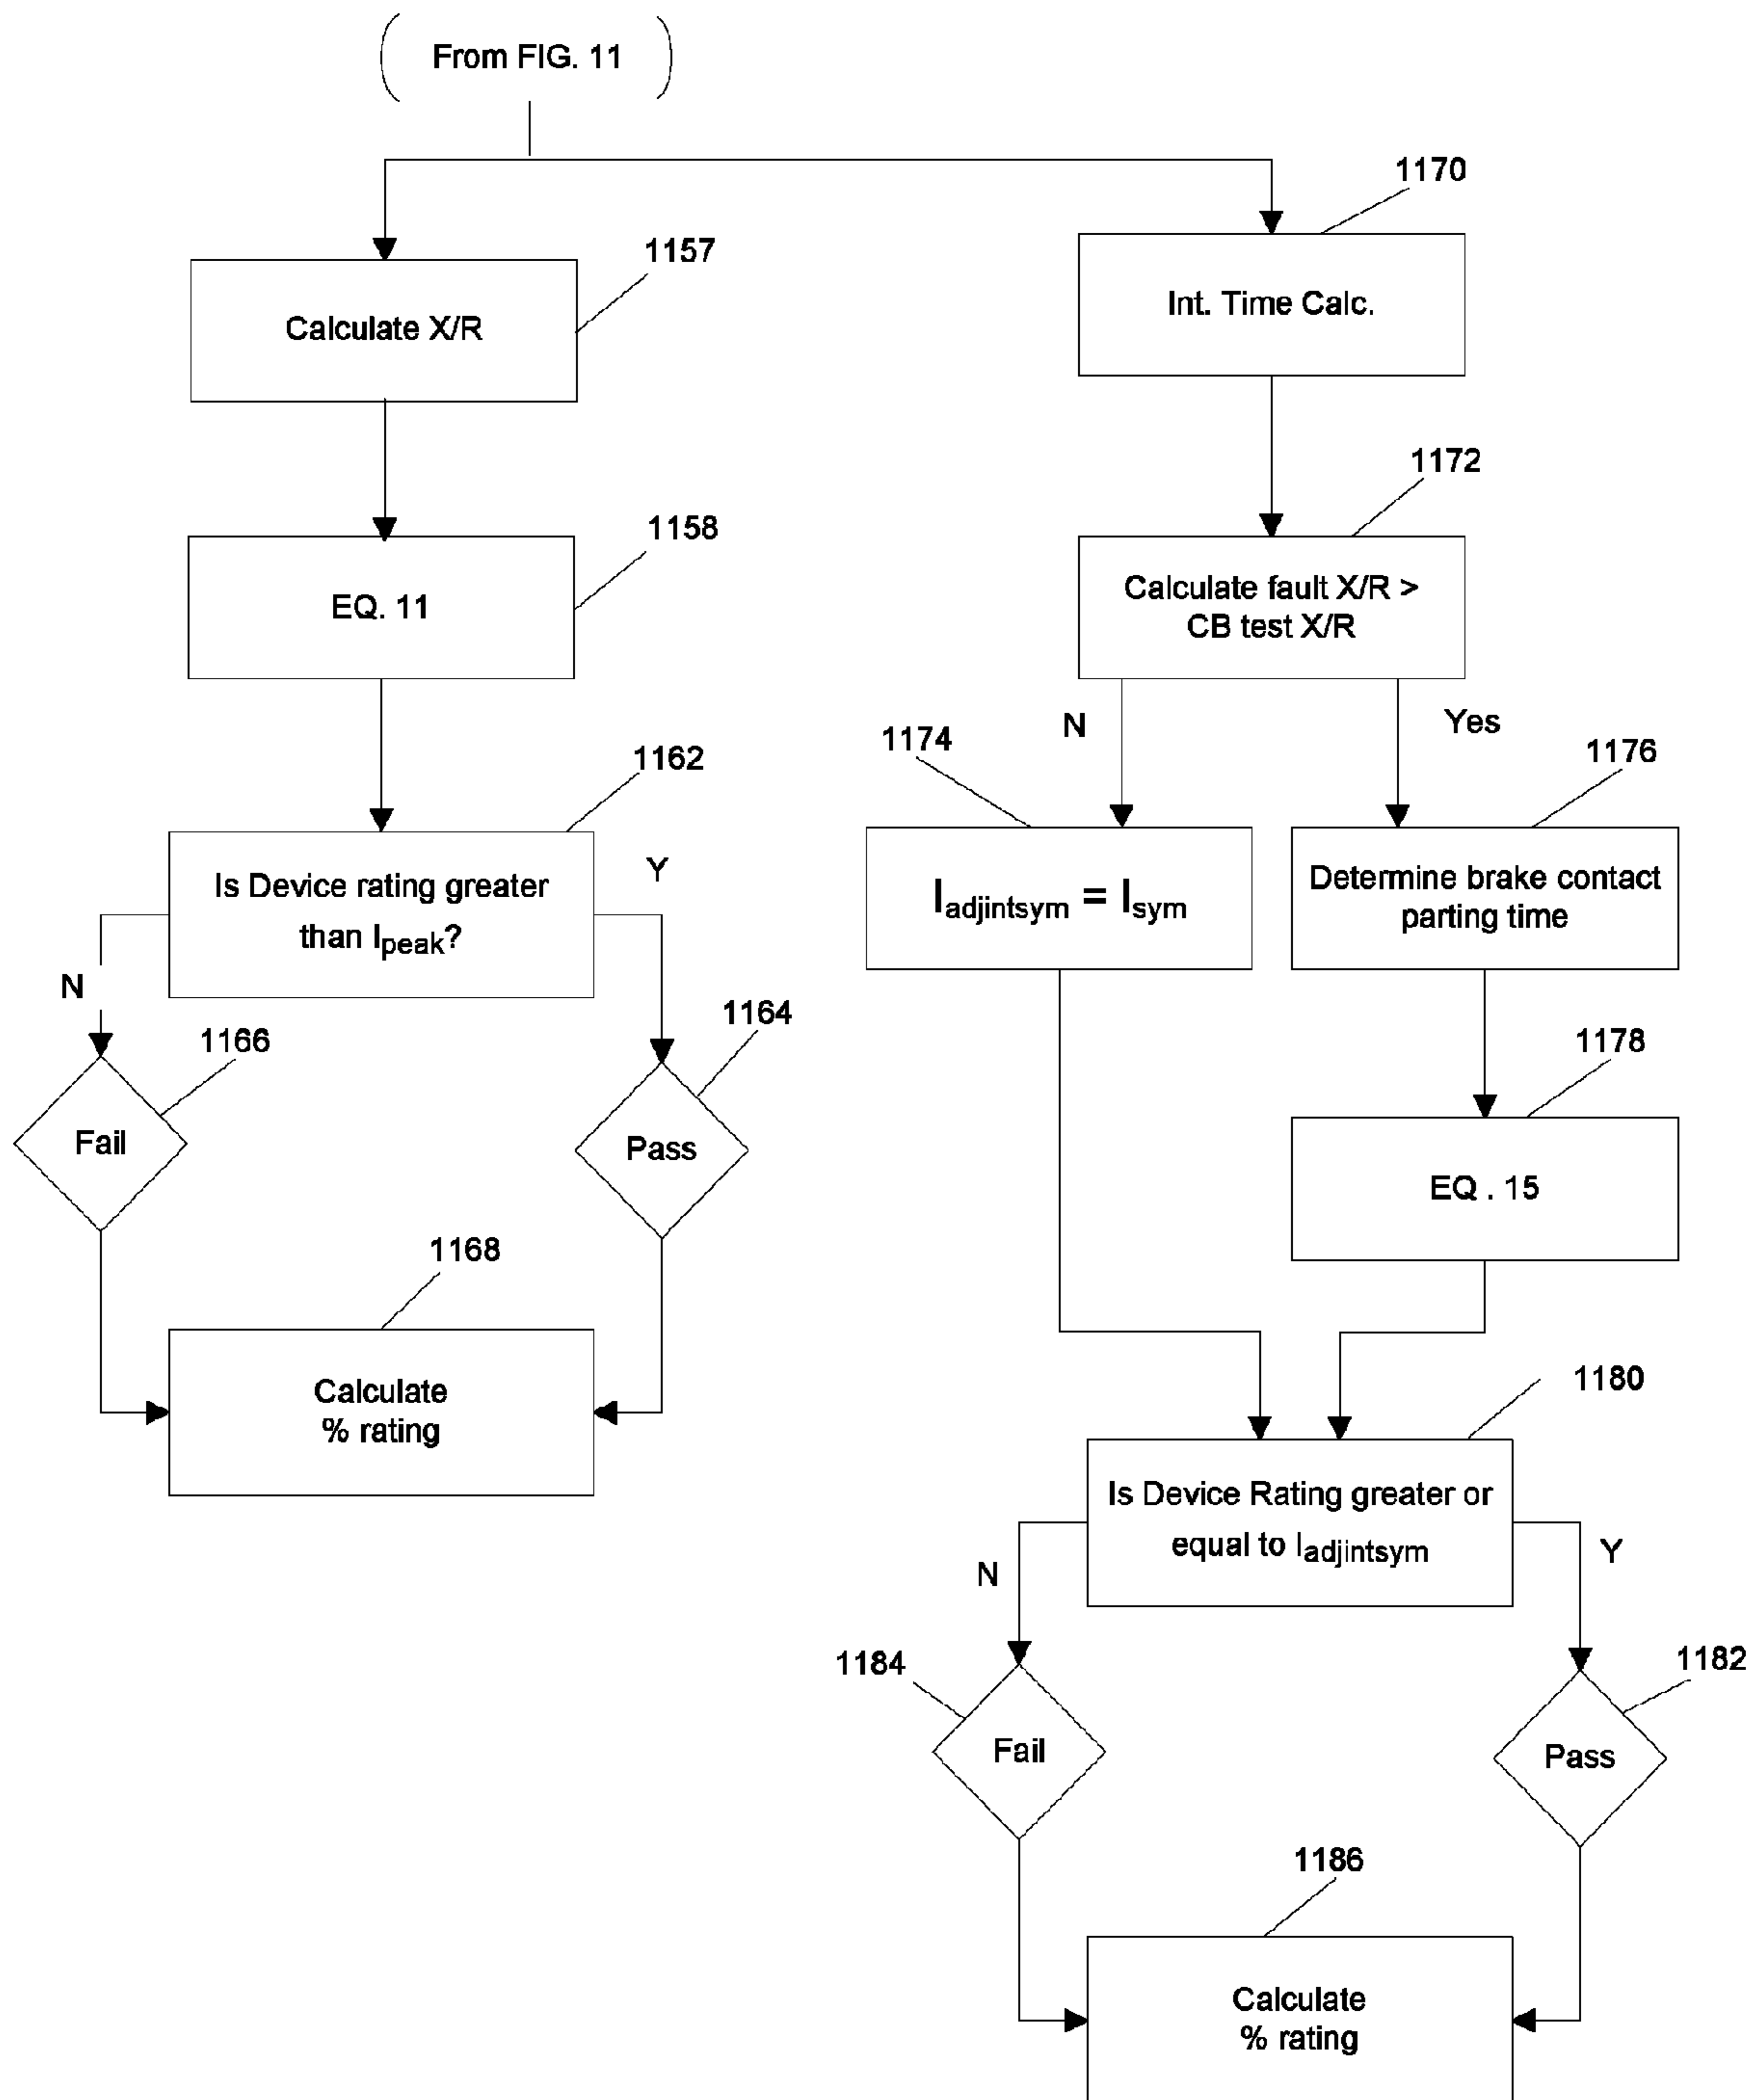 From FIG. 11
1170
1157
Int. Time Calc.
Calculate X/R
1172
1158
Calculate fault X/R >
CB test X/R
EQ. 11
N
Yes
1174
1176
1162
Is Device rating greater
than Ipeak?
Y
N
Iadjintsym = Isym
Determine brake contact
parting time
1164
1166
1178
Fail
Pass
EQ . 15
1168
Calculate
% rating
1180
Is Device Rating greater or
equal to Iadjintsym
N
Y
1184
1182
Fail
Pass
1186
Calculate
% rating